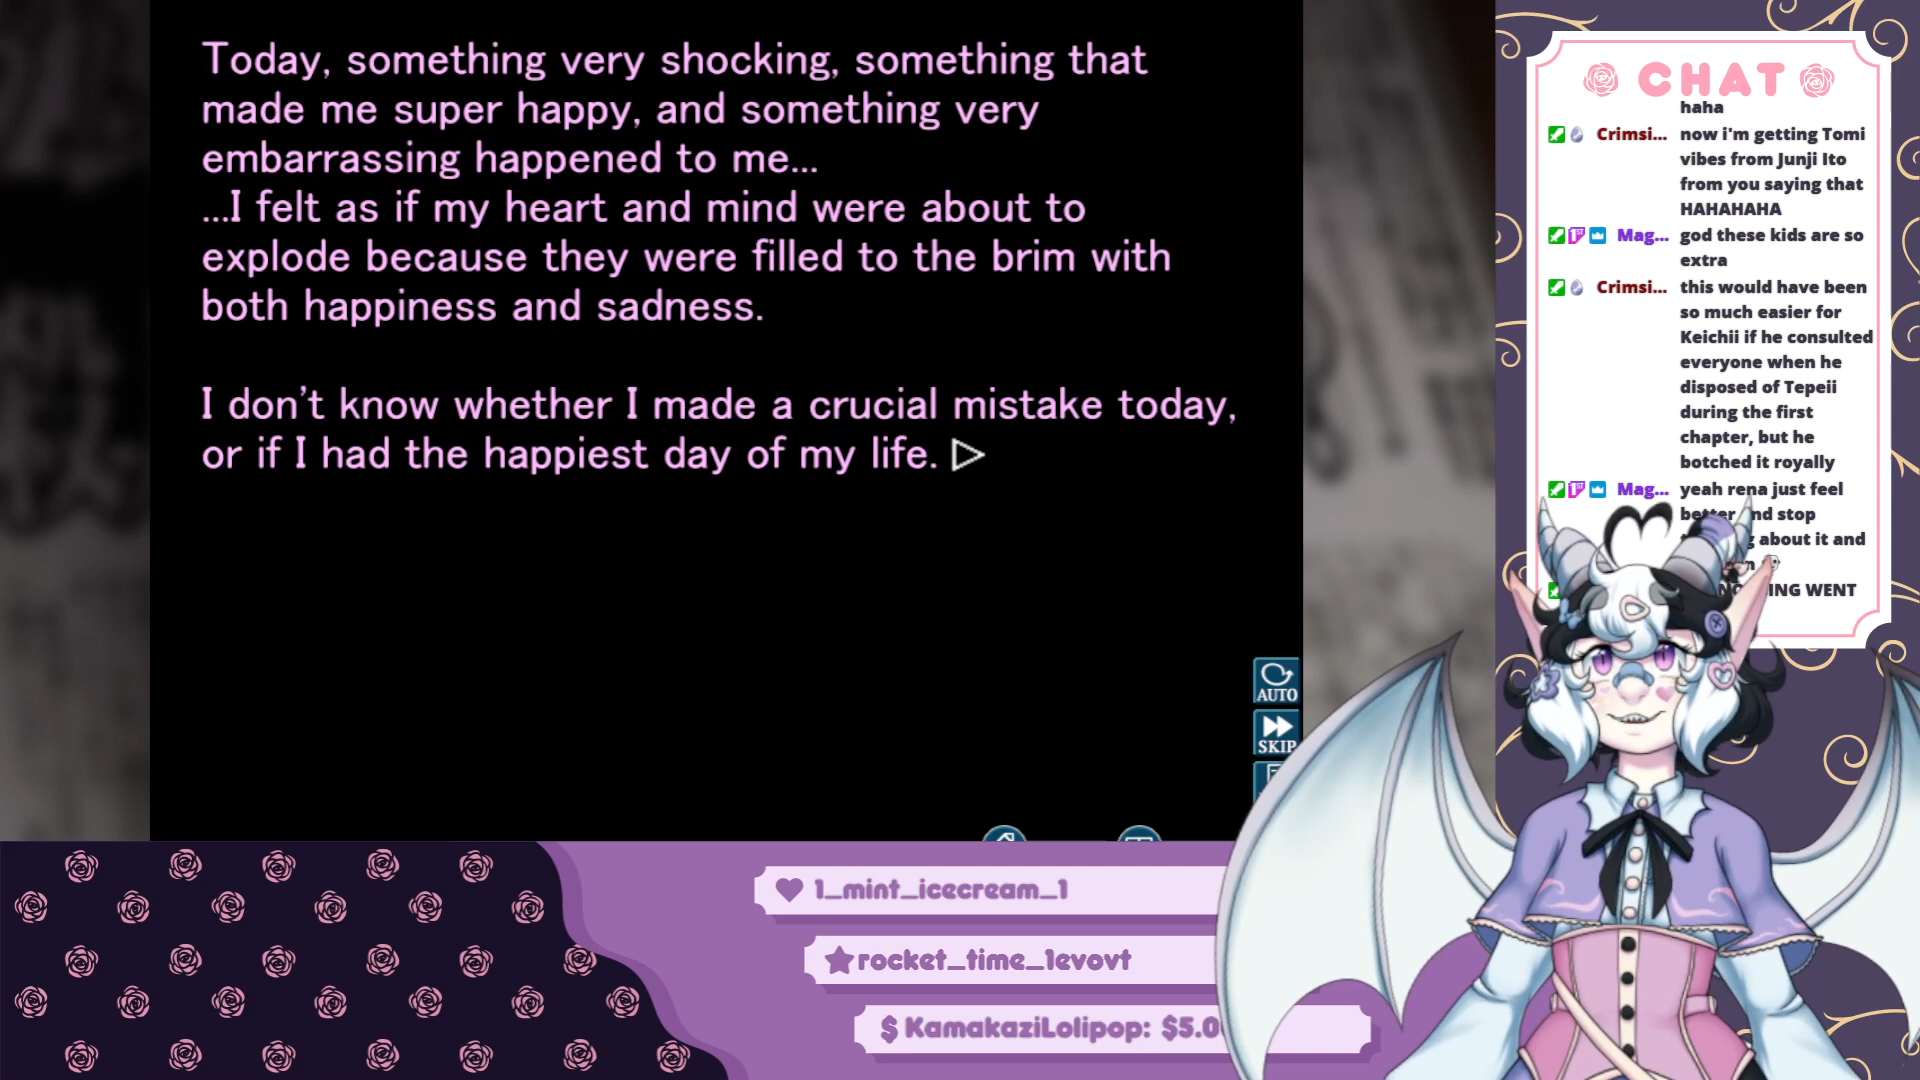 Today, something very shocking, something that
made me super happy, and something very
embarrassing happened to me...
...I felt as if my heart and mind were about to
explode because they were filled to the brim with
both happiness and sadness.
I don't know whether I made a crucial mistake today,
or if I had the happiest day of my life.
AUTO
SKIP
CHAT
haha
Crimsi... now i'm getting Tomi
vibes from Junji Ito
from you saying that
HAHAHAHA
Mag... god these kids are so
extra
Crimsi... this would have been
so much easier for
Keichii if he consulted
everyone when he
disposed of Tepeii
during the first
chapter, but he
botched it royally
Mag... yeah rena just feel
stop
about it and
WENT
1_mint_icecream_1
rocket_time_1evovt
$ KamakaziLolipop: $5.0